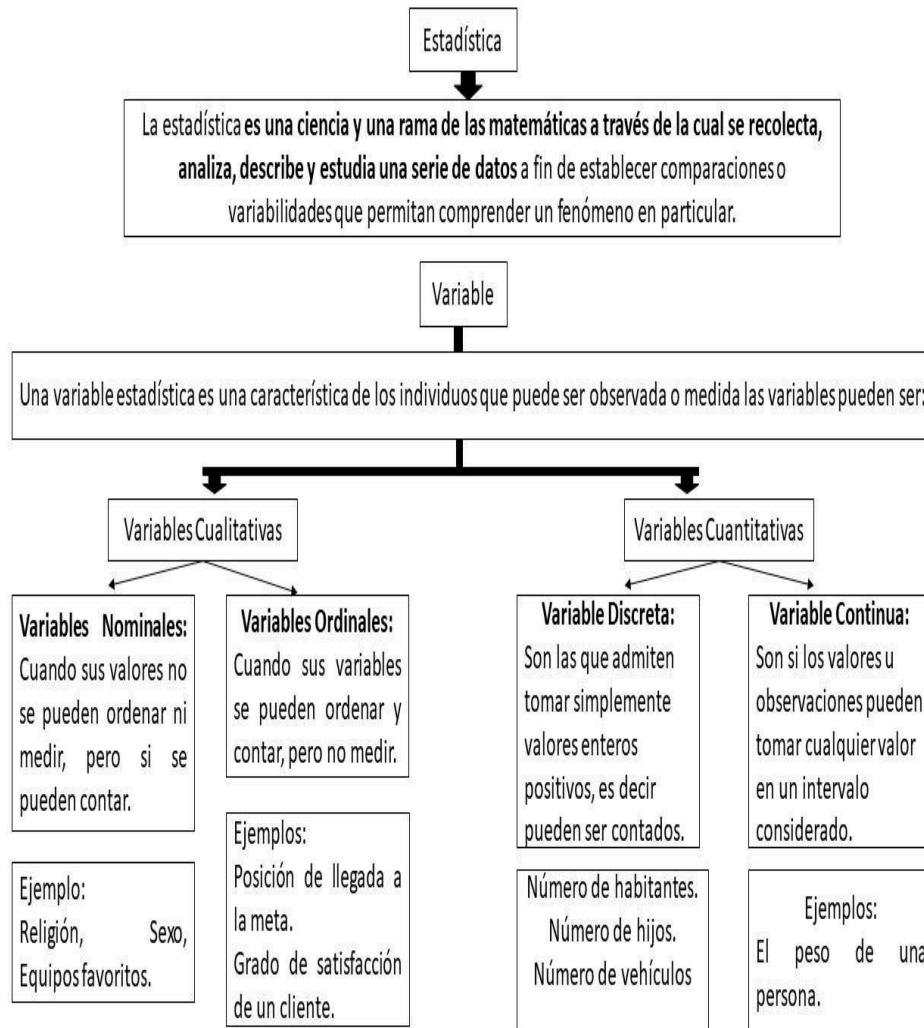 Estadística
La estadística es una ciencia y una rama de las matemáticas a través de la cual se recolecta,
analiza, describe y estudia una serie de datos a fin de establecer comparaciones o
variabilidades que permitan comprender un fenómeno en particular.
Variable
Una variable estadística es una característica de los individuos que puede ser observada o medida las variables pueden ser:
Variables Cualitativas
Variables Nominales:
Cuando sus valores no
se pueden ordenar ni
medir, pero si se
pueden contar.
Ejemplo:
Religión, Sexo,
Equipos favoritos.
Variables Ordinales:
Cuando sus variables
se pueden ordenar y
contar, pero no medir.
Ejemplos:
Posición de llegada a
la meta.
Grado de satisfacción
de un cliente.
Variables Cuantitativas
Variable Discreta:
Son las que admiten
tomar simplemente
valores enteros
positivos, es decir
pueden ser contados.
Número de habitantes.
Número de hijos.
Número de vehículos
Variable Continua:
Son si los valores u
observaciones pueden
tomar cualquier valor
en un intervalo
considerado.
Ejemplos:
El peso de una
persona.